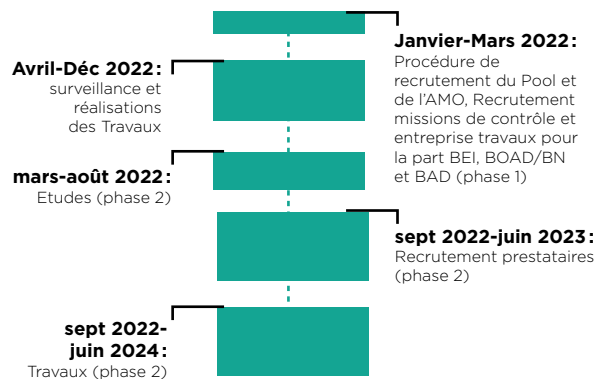 Janvier-Mars 2022:
Procédure de
recrutement du Pool et
de l'AMO, Recrutement
missions de contrôle et
entreprise travaux pour
la part BEI, BOAD/BN
et BAD (phase 1)
Avril-Déc 2022:
surveillance et
réalisations
des Travaux
mars-août 2022:
Etudes (phase 2)
sept 2022-juin 2023:
Recrutement prestataires
(phase 2)
sept 2022-
juin 2024:
Travaux (phase 2)